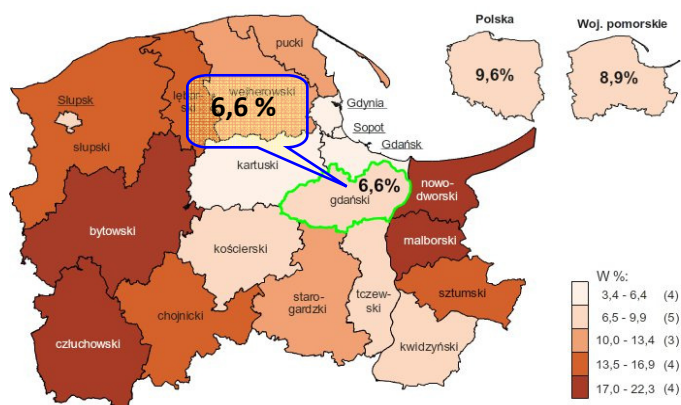 Polska
Woj. pomorskie
9,6%
8,9%
pucki
wejherowski
lębor-
ski
6,6 %
Słupsk
słupski
Gdynia
Sopot
Gdańsk
kartuski
6,6%
gdański
nowo-
dworski
bytowski
kościerski
malborski
człuchowski
chojnicki
staro-
gardzki
tczew-
ski
sztumski
kwidzyński
W %:
3,4 - 6,4 (4)
6,5 - 9,9 (5)
10,0 - 13,4 (3)
13,5 - 16,9 (4)
17,0 - 22,3 (4)